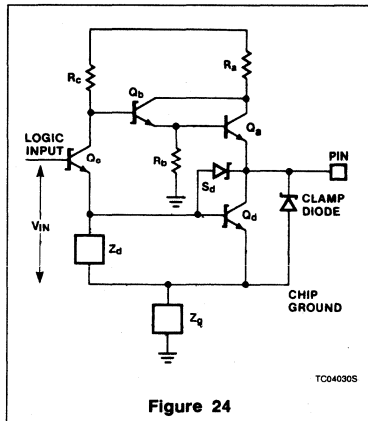 Rc
Ra
Qb
Qa
LOGIC
INPUT
Qo
Rb
Sd
PIN
VIN
Qd
CLAMP
DIODE
Zd
CHIP
GROUND
Zg
TC04030S
Figure 24